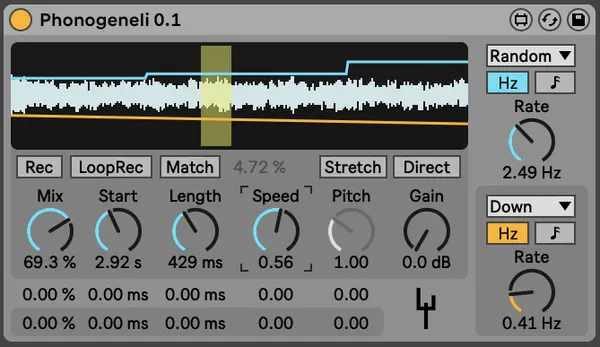 Phonogeneli 0.1
Random
Hz
Rate
2.49 Hz
Rec LoopRec Match 4.72 % Stretch Direct
Mix Start Length Speed Pitch Gain
69.3 % 2.92 s 429 ms 0.56 1.00 0.0 dB
Down
Hz
Rate
0.41 Hz
0.00 % 0.00 ms 0.00 ms 0.00 0.00
0.00 % 0.00 ms 0.00 ms 0.00 0.00